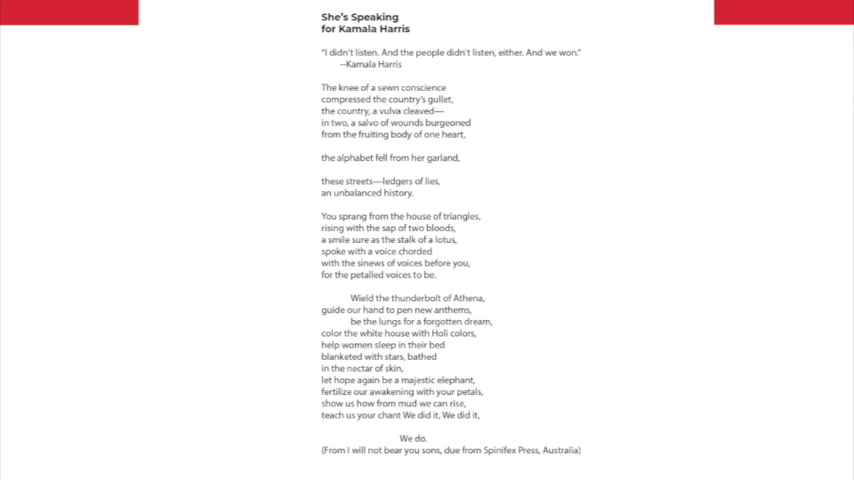 She's Speaking
for Kamala Harris
"I didn't listen. And the people didn't listen, either. And we won."
--Kamala Harris
The knee of a sewn conscience
compressed the country's gullet,
the country, a vulva cleaved—
in two, a salvo of wounds burgeoned
from the fruiting body of one heart,
the alphabet fell from her garland,
these streets—ledgers of lies,
an unbalanced history.
You sprang from the house of triangles,
rising with the sap of two bloods,
a smile sure as the stalk of a lotus,
spoke with a voice chorded
with the sinews of voices before you,
for the petalled voices to be.
Wield the thunderbolt of Athena,
guide our hand to pen new anthems,
be the lungs for a forgotten dream,
color the white house with Holi colors,
help women sleep in their bed
blanketed with stars, bathed
in the nectar of skin,
let hope again be a majestic elephant,
fertilize our awakening with your petals,
show us how from mud we can rise,
teach us your chant We did it, We did it,
We do.
(From I will not bear you sons, due from Spinifex Press, Australia)